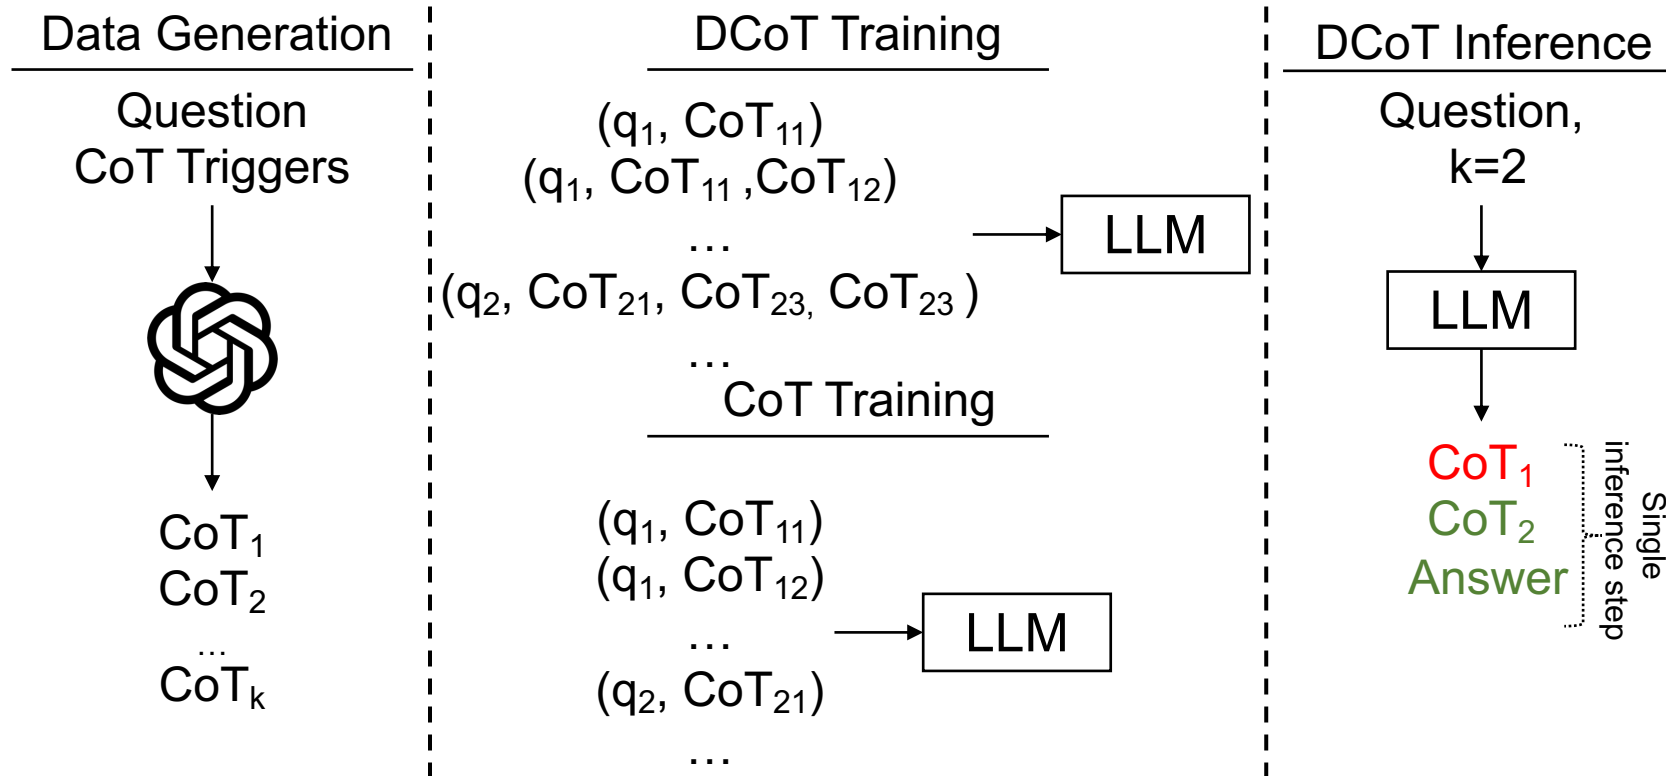 Data Generation
Question
CoT Triggers
CoT₁
CoT₂
...
CoTₖ
DCoT Training
(q₁, CoT₁₁)
(q₁, CoT₁₁ ,CoT₁₂)
...
(q₂, CoT₂₁, CoT₂₃, CoT₂₃ )
...
LLM
CoT Training
(q₁, CoT₁₁)
(q₁, CoT₁₂)
...
(q₂, CoT₂₁)
...
LLM
DCoT Inference
Question,
k=2
LLM
CoT₁
CoT₂
Answer
Single
inference step